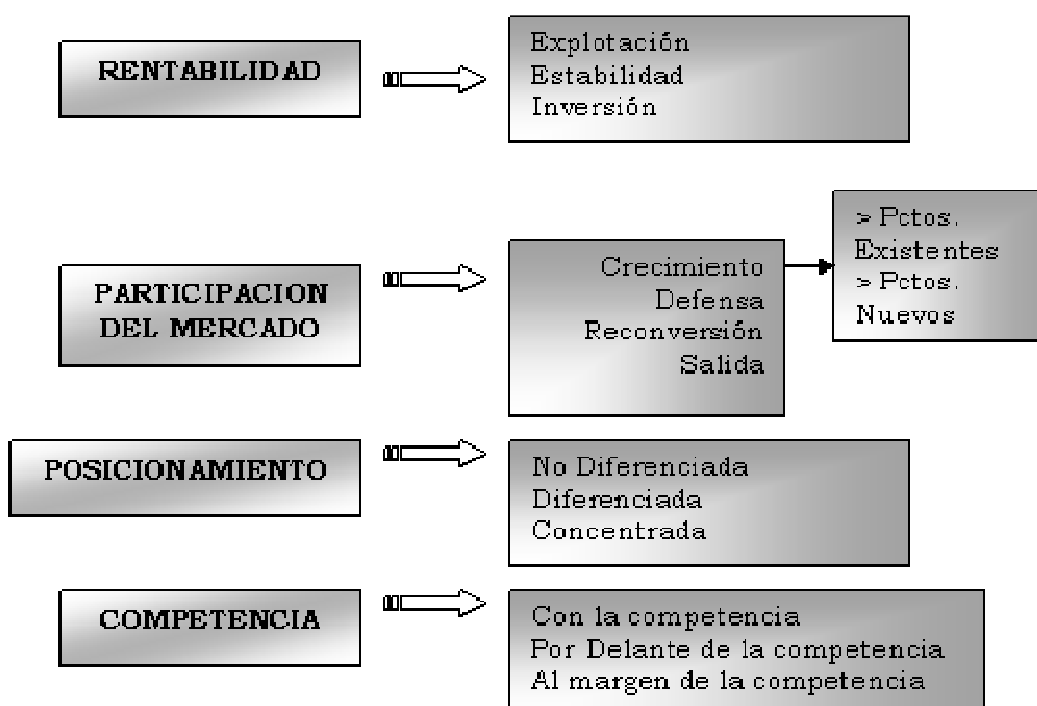 RENTABILIDAD
Explotación
Estabilidad
Inversión
PARTICIPACION
DEL MERCADO
Crecimiento
Defensa
Reconversión
Salida
> Pctos.
Existentes
> Pctos.
Nuevos
POSICIONAMIENTO
No Diferenciada
Diferenciada
Concentrada
COMPETENCIA
Con la competencia
Por Delante de la competencia
Al margen de la competencia